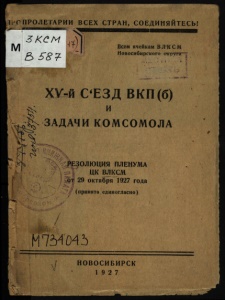 ПРОЛЕТАРИИ ВСЕХ СТРАН, СОЕДИНЯЙТЕСЬ!
М
ЗКСМ
В 587
Всем ячейкам ВЛКСМ
Новосибирского округа
XV-й С'ЕЗД ВКП(б)
И
ЗАДАЧИ КОМСОМОЛА
РЕЗОЛЮЦИЯ ПЛЕНУМА
ЦК ВЛКСМ
от 29 октября 1927 года
(принята единогласно)
М734043
НОВОСИБИРСК
1927